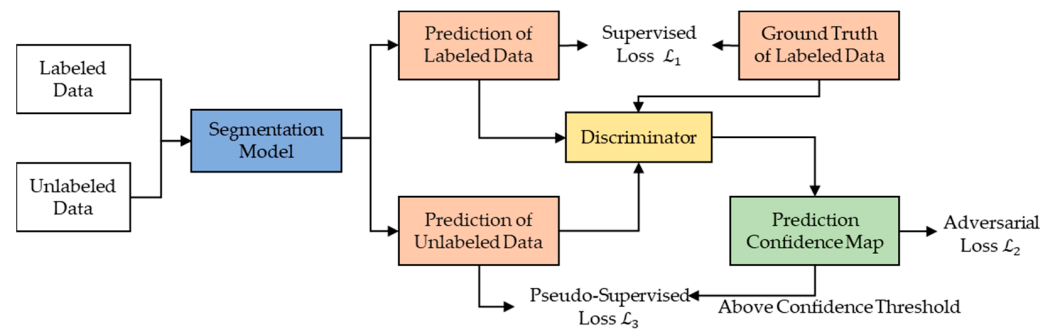 Labeled
Data
Unlabeled
Data
Segmentation
Model
Prediction of
Labeled Data
Supervised
Loss ℒ₁
Ground Truth
of Labeled Data
Discriminator
Prediction of
Unlabeled Data
Prediction
Confidence Map
Adversarial
Loss ℒ₂
Pseudo-Supervised
Loss ℒ₃
Above Confidence Threshold